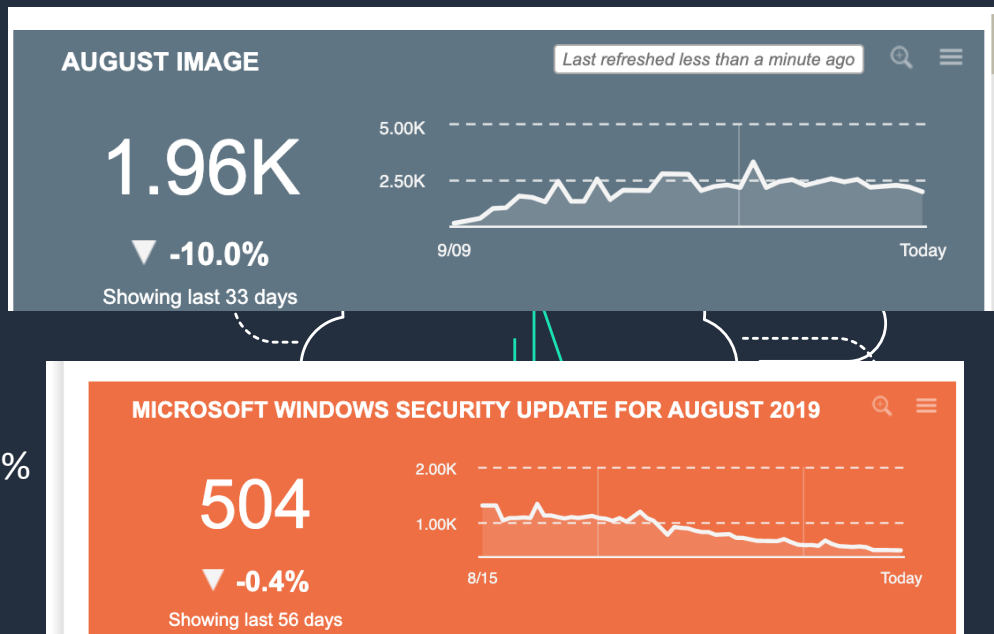 AUGUST IMAGE
Last refreshed less than a minute ago
1.96K
-10.0%
Showing last 33 days
5.00K
2.50K
9/09
Today
MICROSOFT WINDOWS SECURITY UPDATE FOR AUGUST 2019
%
504
-0.4%
Showing last 56 days
2.00K
1.00K
8/15
Today